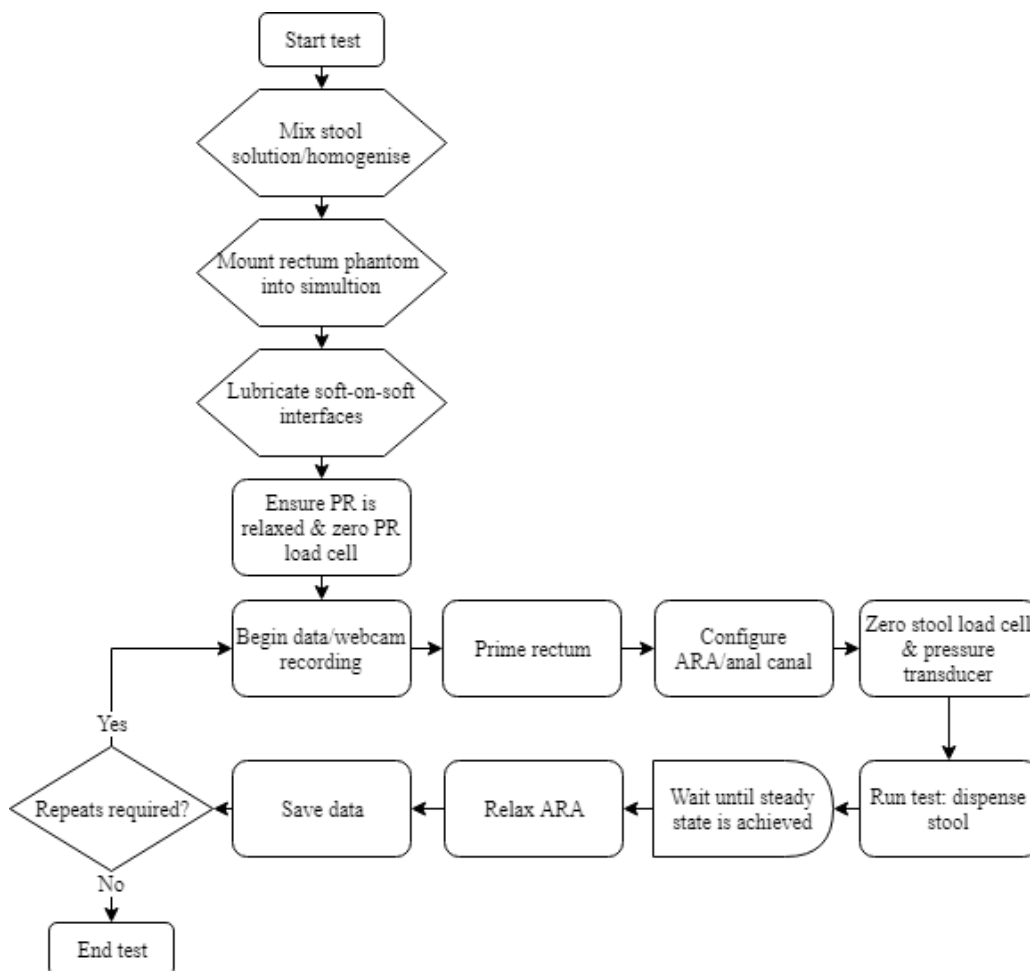 Start test
Mix stool
solution/homogenise
Mount rectum phantom
into simultion
Lubricate soft-on-soft
interfaces
Ensure PR is
relaxed & zero PR
load cell
Begin data/webcam
recording
Prime rectum
Configure
ARA/anal canal
Zero stool load cell
& pressure
transducer
Run test: dispense
stool
Wait until steady
state is achieved
Relax ARA
Save data
Repeats required?
Yes
No
End test